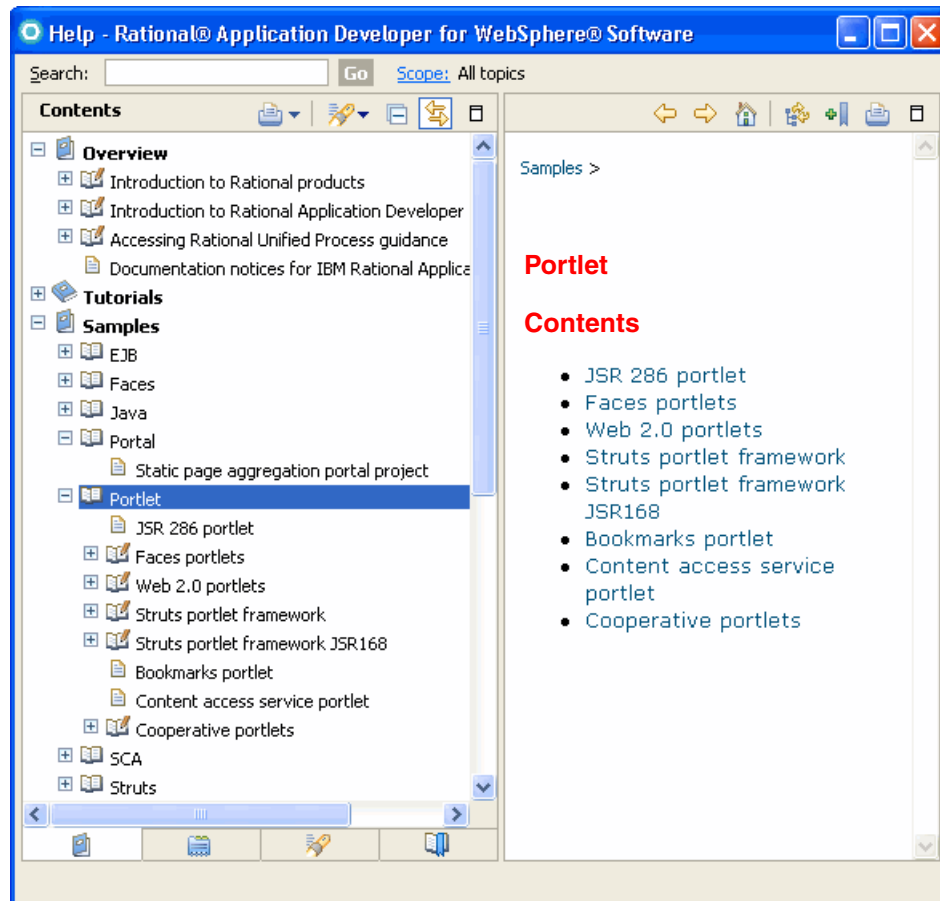 Help - Rational® Application Developer for WebSphere® Software
Search:
Go
Scope: All topics
Contents
Overview
Introduction to Rational products
Introduction to Rational Application Developer
Accessing Rational Unified Process guidance
Documentation notices for IBM Rational Applica
Tutorials
Samples
EJB
Faces
Java
Portal
Static page aggregation portal project
Portlet
JSR 286 portlet
Faces portlets
Web 2.0 portlets
Struts portlet framework
Struts portlet framework JSR168
Bookmarks portlet
Content access service portlet
Cooperative portlets
SCA
Struts
Samples >
Portlet
Contents
JSR 286 portlet
Faces portlets
Web 2.0 portlets
Struts portlet framework
Struts portlet framework
JSR168
Bookmarks portlet
Content access service
portlet
Cooperative portlets